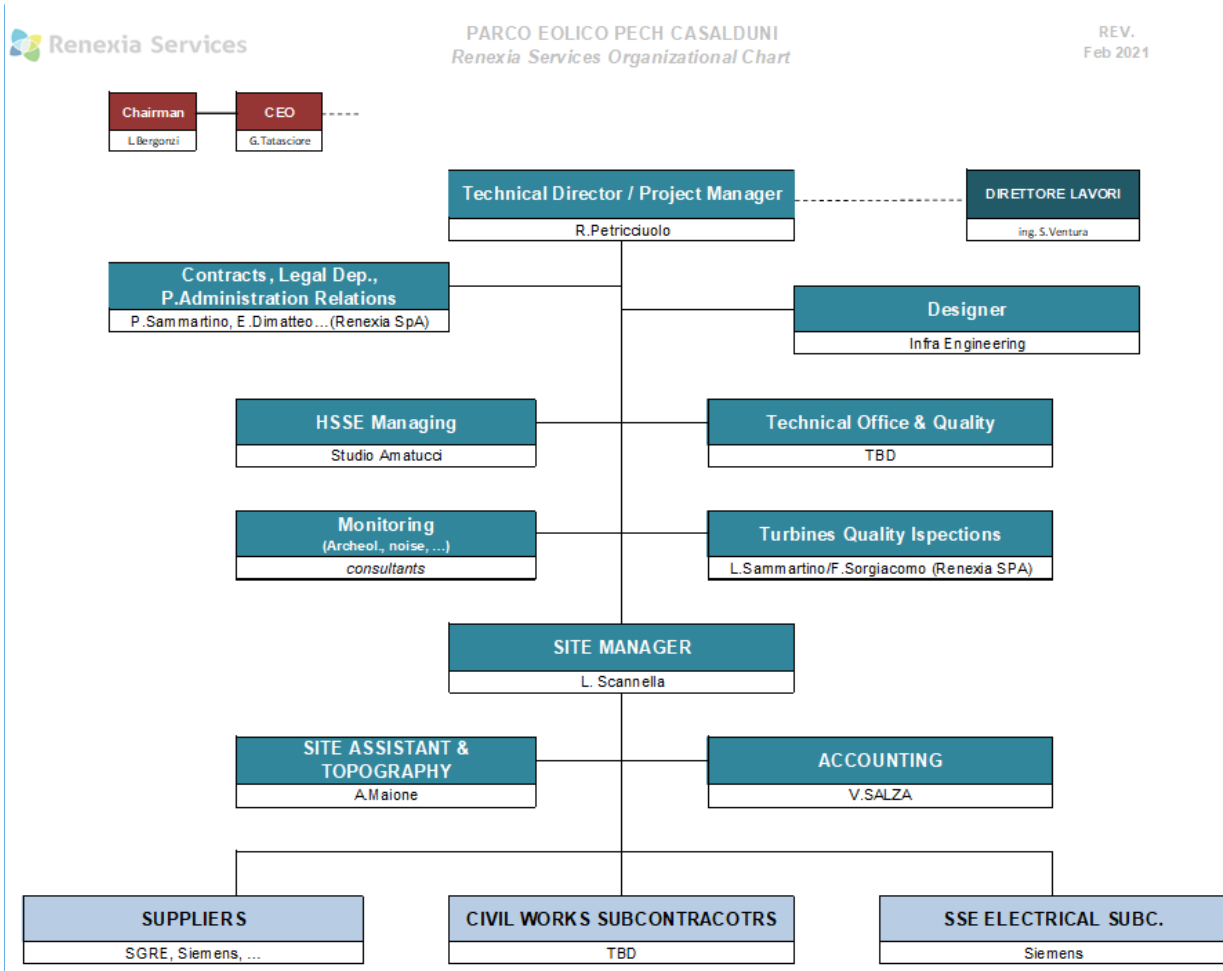 Renexia Services
PARCO EOLICO PECH CASALDUNI
Renexia Services Organizational Chart
REV.
Feb 2021
Chairman
L.Bergonzi
CEO
G.Tatasciore
Technical Director / Project Manager
R.Petricciuolo
DIRETTORE LAVORI
ing. S.Ventura
Contracts, Legal Dep.,
P.Administration Relations
P.Sammartino, E.Dimatteo...(Renexia SpA)
Designer
Infra Engineering
HSSE Managing
Studio Amatucci
Technical Office & Quality
TBD
Monitoring
(Archeol., noise, ...)
consultants
Turbines Quality Ispections
L.Sammartino/F.Sorgiacomo (Renexia SPA)
SITE MANAGER
L. Scannella
SITE ASSISTANT &
TOPOGRAPHY
A.Maione
ACCOUNTING
V.SALZA
SUPPLIERS
SGRE, Siemens, ...
CIVIL WORKS SUBCONTRACOTRS
TBD
SSE ELECTRICAL SUBC.
Siemens